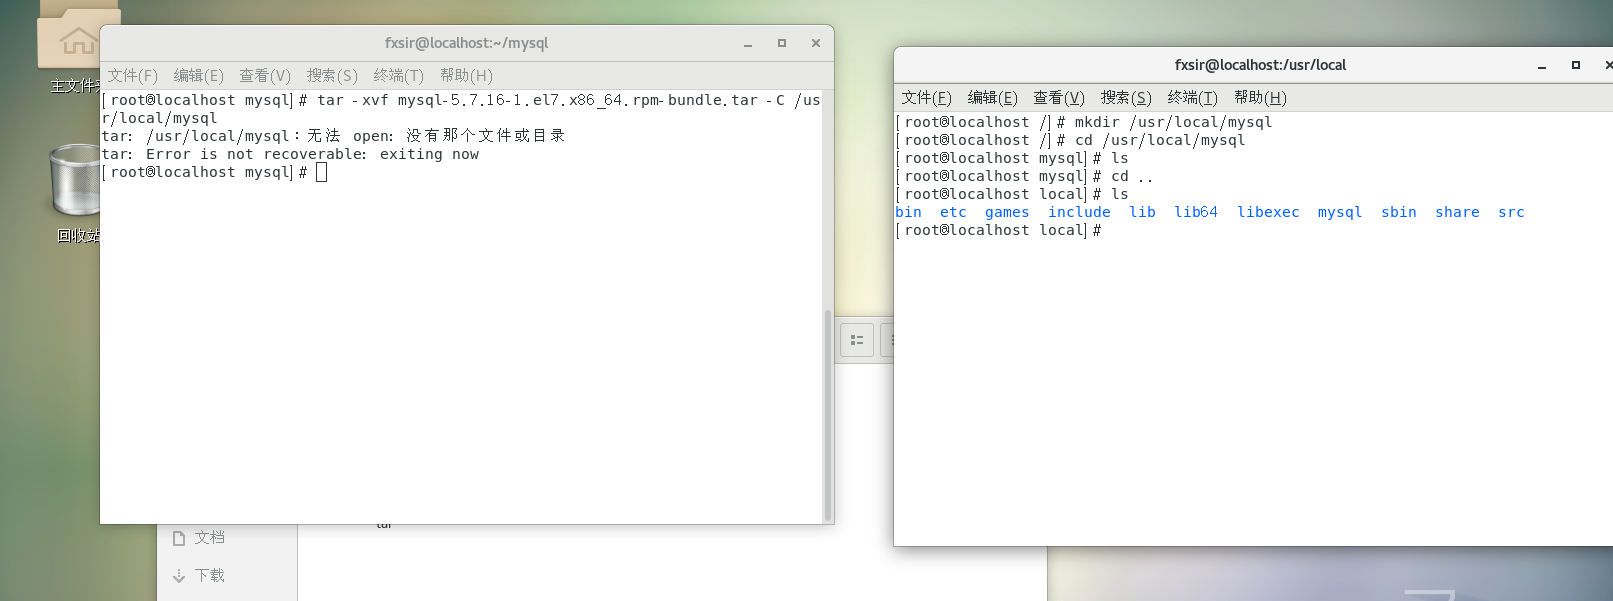 主文件夹
回收站
fxsir@localhost:~/mysql
文件(F) 编辑(E) 查看(V) 搜索(S) 终端(T) 帮助(H)
[root@localhost mysql]# tar -xvf mysql-5.7.16-1.el7.x86_64.rpm-bundle.tar -C /us
r/local/mysql
tar: /usr/local/mysql：无法 open: 没有那个文件或目录
tar: Error is not recoverable: exiting now
[root@localhost mysql]#
tar
文档
下载
fxsir@localhost:/usr/local
文件(F) 编辑(E) 查看(V) 搜索(S) 终端(T) 帮助(H)
[root@localhost /]# mkdir /usr/local/mysql
[root@localhost /]# cd /usr/local/mysql
[root@localhost mysql]# ls
[root@localhost mysql]# cd ..
[root@localhost local]# ls
bin etc games include lib lib64 libexec mysql sbin share src
[root@localhost local]#